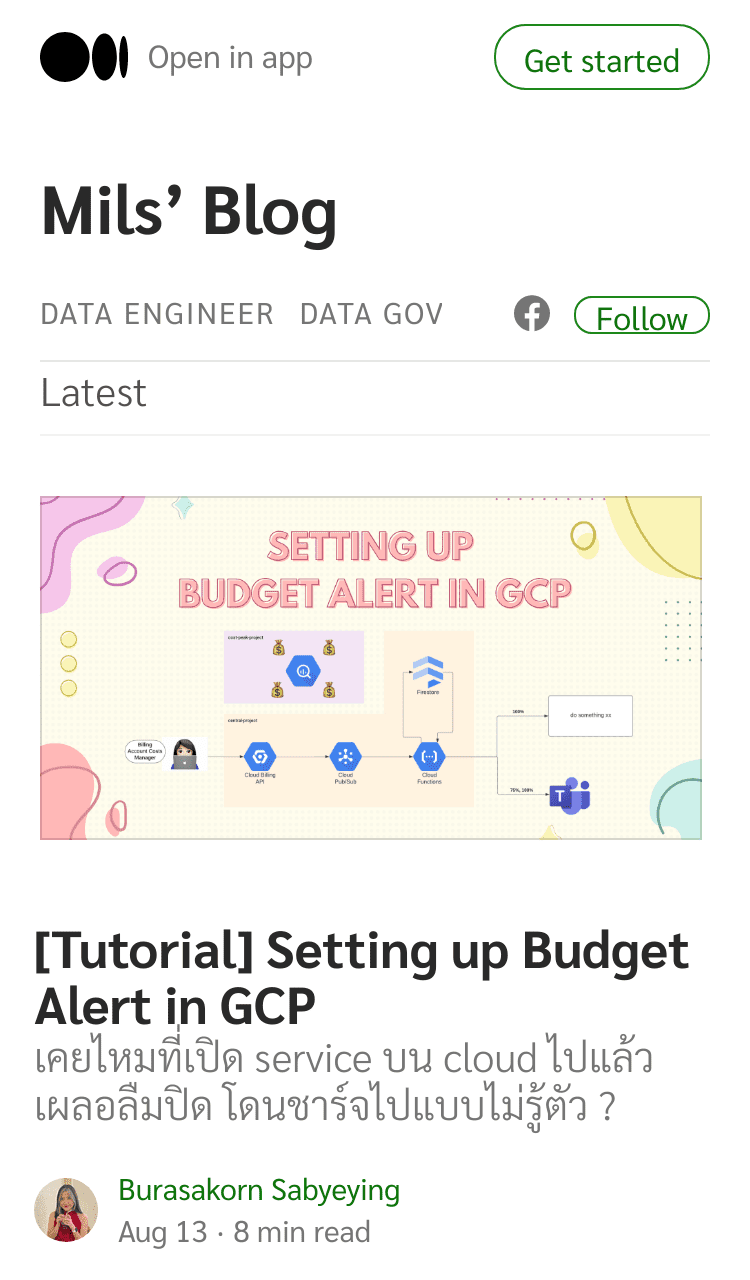 Open in app
Get started
Mils’ Blog
DATA ENGINEER DATA GOV
Follow
Latest
SETTING UP
BUDGET ALERT IN GCP
cost-peak-project
Firestore
100%
do something xx
central-project
Billing
Account Costs
Manager
Cloud Billing
API
Cloud
Pub/Sub
Cloud
Functions
75%, 100%
T
[Tutorial] Setting up Budget
Alert in GCP
เคยไหมที่เปิด service บน cloud ไปแล้ว
เผลอลืมปิด โดนชาร์จไปแบบไม่รู้ตัว ?
Burasakorn Sabyeying
Aug 13 · 8 min read